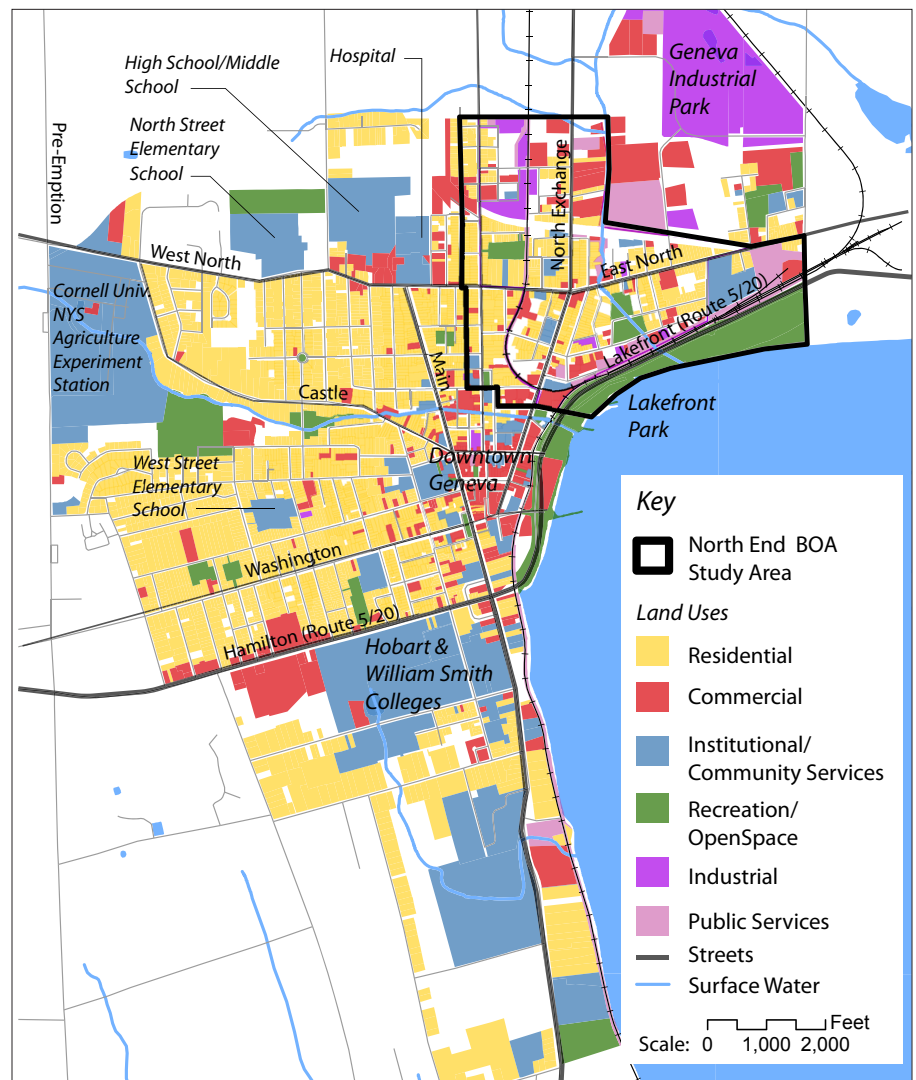 Geneva
Industrial
Park
High School/Middle
School
Hospital
North Street
Elementary
School
Pre-Emption
North Exchange
West North
East North
Cornell Univ.
NYS
Agriculture
Experiment
Station
Lakefront (Route 5/20)
Main
Castle
Lakefront
Park
Downtown
Geneva
West Street
Elementary
School
Washington
Hamilton (Route 5/20)
Hobart &
William Smith
Colleges
Key
North End BOA
Study Area
Land Uses
Residential
Commercial
Institutional/
Community Services
Recreation/
OpenSpace
Industrial
Public Services
Streets
Surface Water
Feet
Scale: 0 1,000 2,000